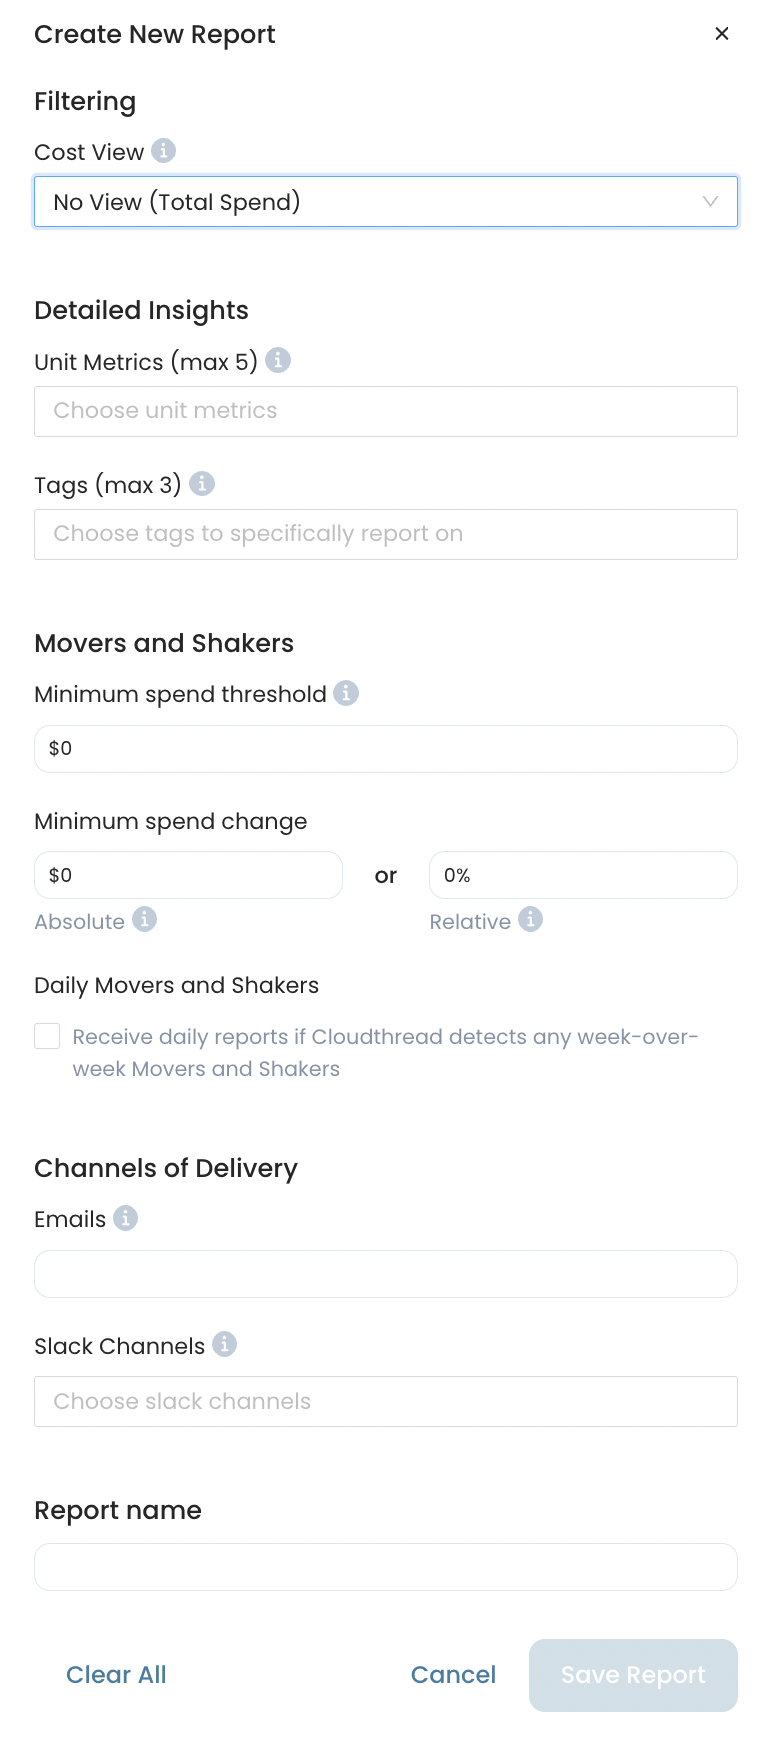 Create New Report
Filtering
Cost View
No View (Total Spend)
Detailed Insights
Unit Metrics (max 5)
Choose unit metrics
Tags (max 3)
Choose tags to specifically report on
Movers and Shakers
Minimum spend threshold
$0
Minimum spend change
$0 or 0%
Absolute Relative
Daily Movers and Shakers
Receive daily reports if Cloudthread detects any week-over-
week Movers and Shakers
Channels of Delivery
Emails
Slack Channels
Choose slack channels
Report name
Clear All Cancel Save Report